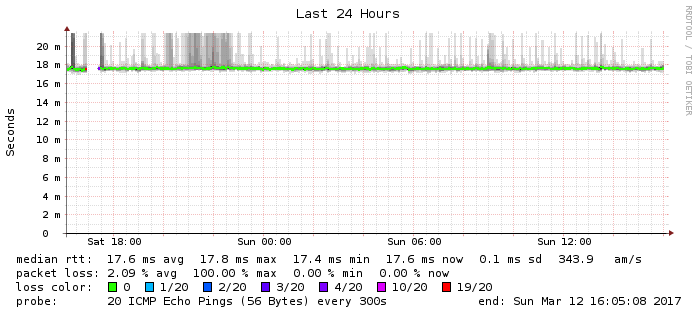 Last 24 Hours
RRDTOOL / TOBI OETIKER
Seconds
20 m
18 m
16 m
14 m
12 m
10 m
8 m
6 m
4 m
2 m
0
Sat 18:00 Sun 00:00 Sun 06:00 Sun 12:00
median rtt: 17.6 ms avg 17.8 ms max 17.4 ms min 17.6 ms now 0.1 ms sd 343.9 am/s
packet loss: 2.09 % avg 100.00 % max 0.00 % min 0.00 % now
loss color: 0 1/20 2/20 3/20 4/20 10/20 19/20
probe: 20 ICMP Echo Pings (56 Bytes) every 300s end: Sun Mar 12 16:05:08 2017